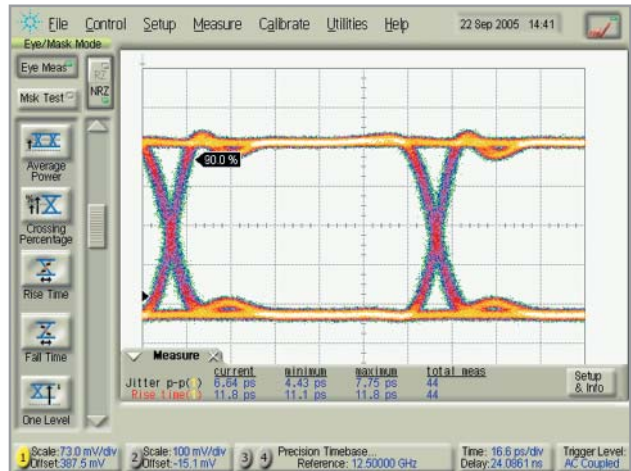 File Control Setup Measure Calibrate Utilities Help 22 Sep 2005 14:41
Eye/Mask Mode
Eye Meas
RZ
Msk Test
NRZ
90.0 %
Average
Power
Crossing
Percentage
Rise Time
Fall Time
One Level
Measure
current minimum maximum total meas
Jitter p-p(1) 6.64 ps 4.43 ps 7.75 ps 44
Rise time(1) 11.8 ps 11.1 ps 11.8 ps 44
Setup
& Info
1 Scale:73.0 mV/div
Offset:387.5 mV
2 Scale:100 mV/div
Offset:-15.1 mV
3 4
Precision Timebase...
Reference: 12.50000 GHz
Time: 16.6 ps/div
Delay:24.0861 ns
Trigger Level:
AC Coupled